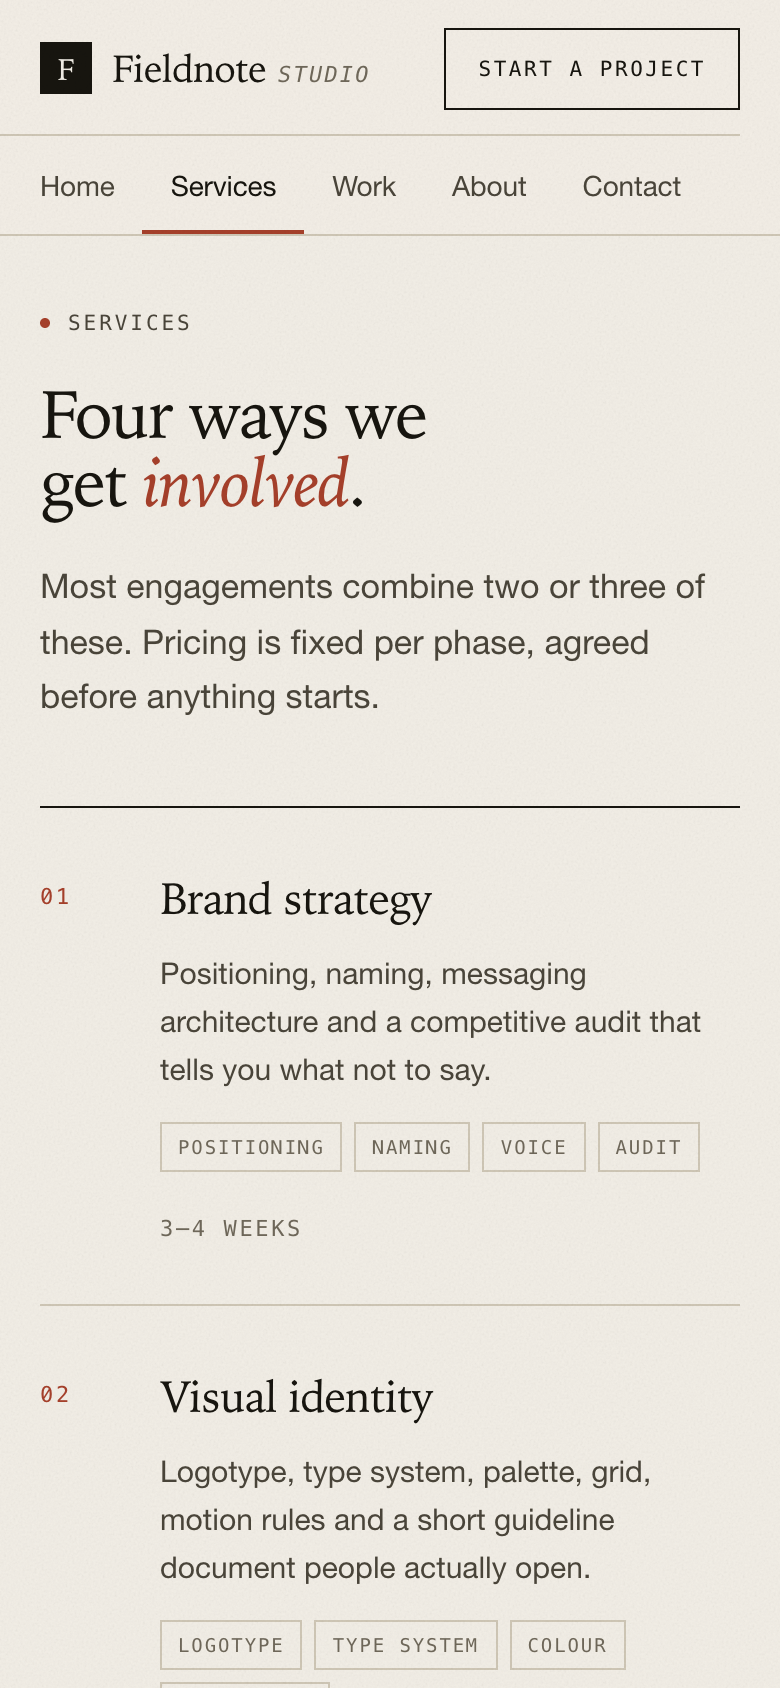 F Fieldnote STUDIO
START A PROJECT
Home Services Work About Contact
SERVICES
Four ways we
get involved.
Most engagements combine two or three of
these. Pricing is fixed per phase, agreed
before anything starts.
01 Brand strategy
Positioning, naming, messaging
architecture and a competitive audit that
tells you what not to say.
POSITIONING NAMING VOICE AUDIT
3–4 WEEKS
02 Visual identity
Logotype, type system, palette, grid,
motion rules and a short guideline
document people actually open.
LOGOTYPE TYPE SYSTEM COLOUR